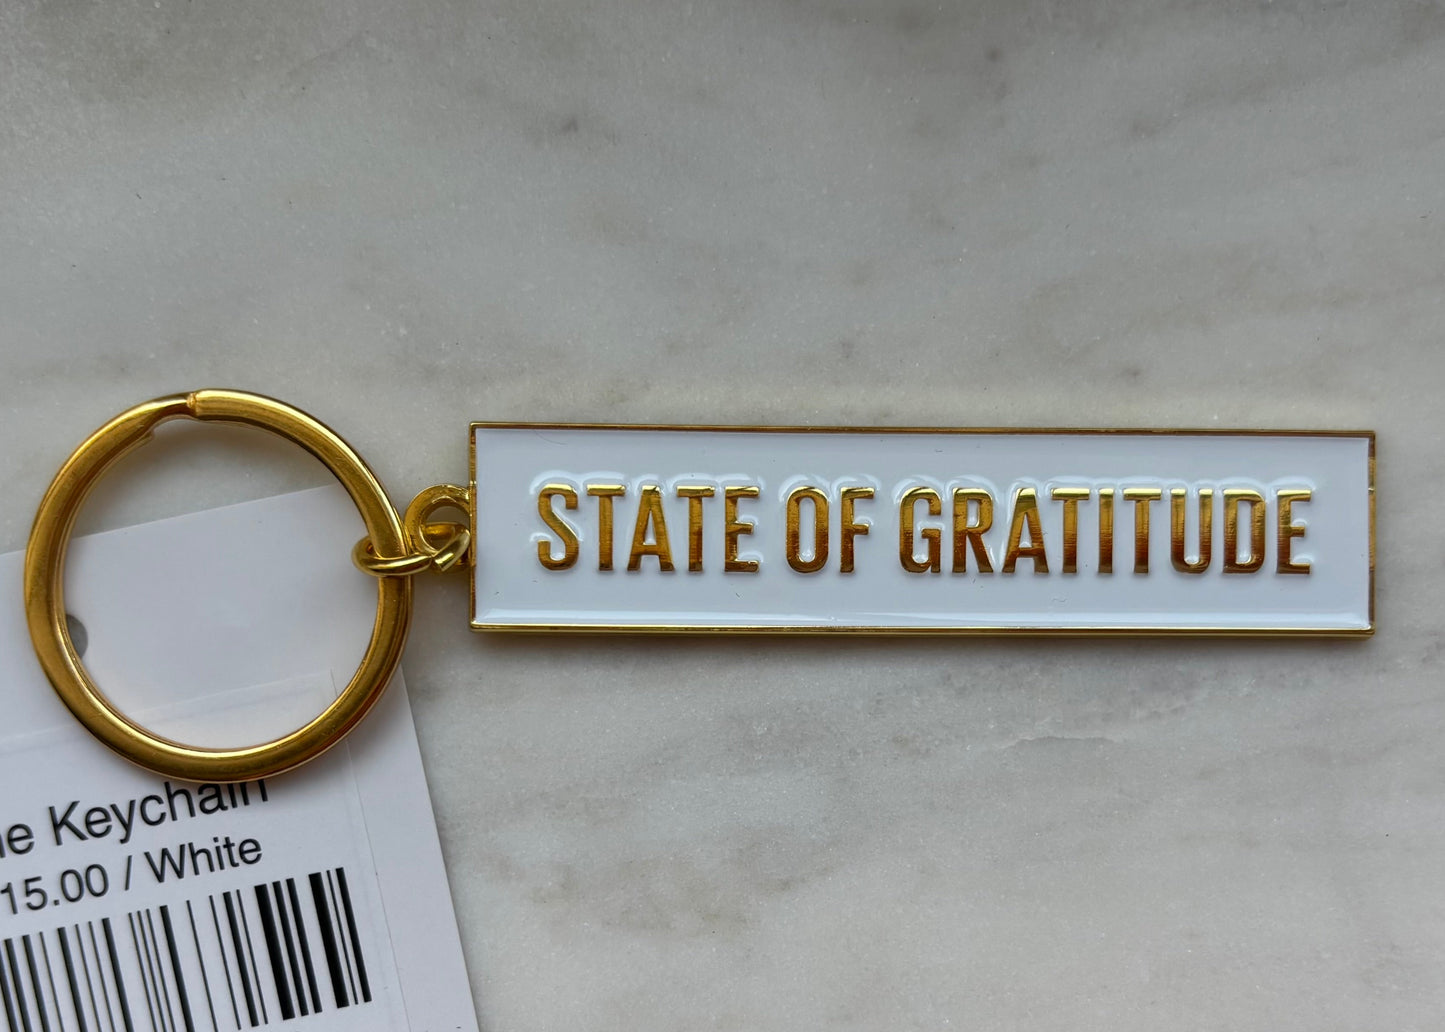 STATE OF GRATITUDE
Keychain
15.00 / White